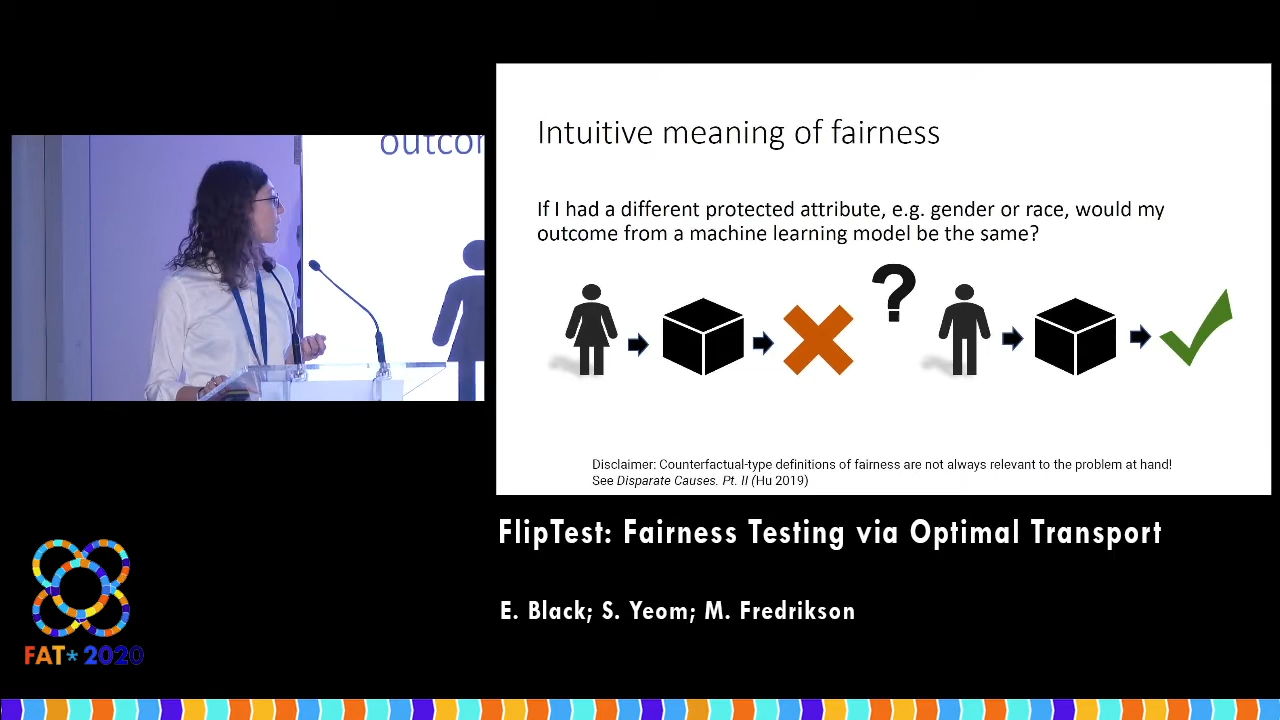 outcor
Intuitive meaning of fairness
If I had a different protected attribute, e.g. gender or race, would my
outcome from a machine learning model be the same?
?
Disclaimer: Counterfactual-type definitions of fairness are not always relevant to the problem at hand!
See Disparate Causes. Pt. II (Hu 2019)
FlipTest: Fairness Testing via Optimal Transport
E. Black; S. Yeom; M. Fredrikson
FAT* 2020